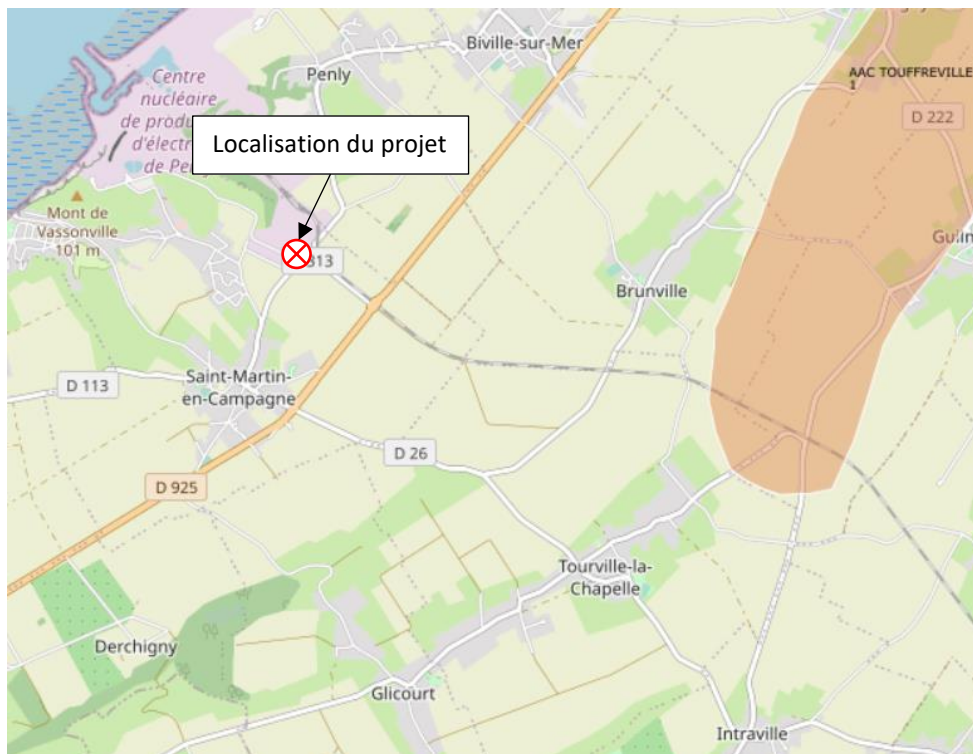 Biville-sur-Mer
Penly
Centre
nucléaire
de produ
d'électr
de Pe
AAC TOUFFREVILLE
1
D 222
Localisation du projet
Mont de
Vassonville
101 m
313
Brunville
Saint-Martin-
en-Campagne
D 113
D 26
D 925
Tourville-la-
Chapelle
Derchigny
Glicourt
Intraville